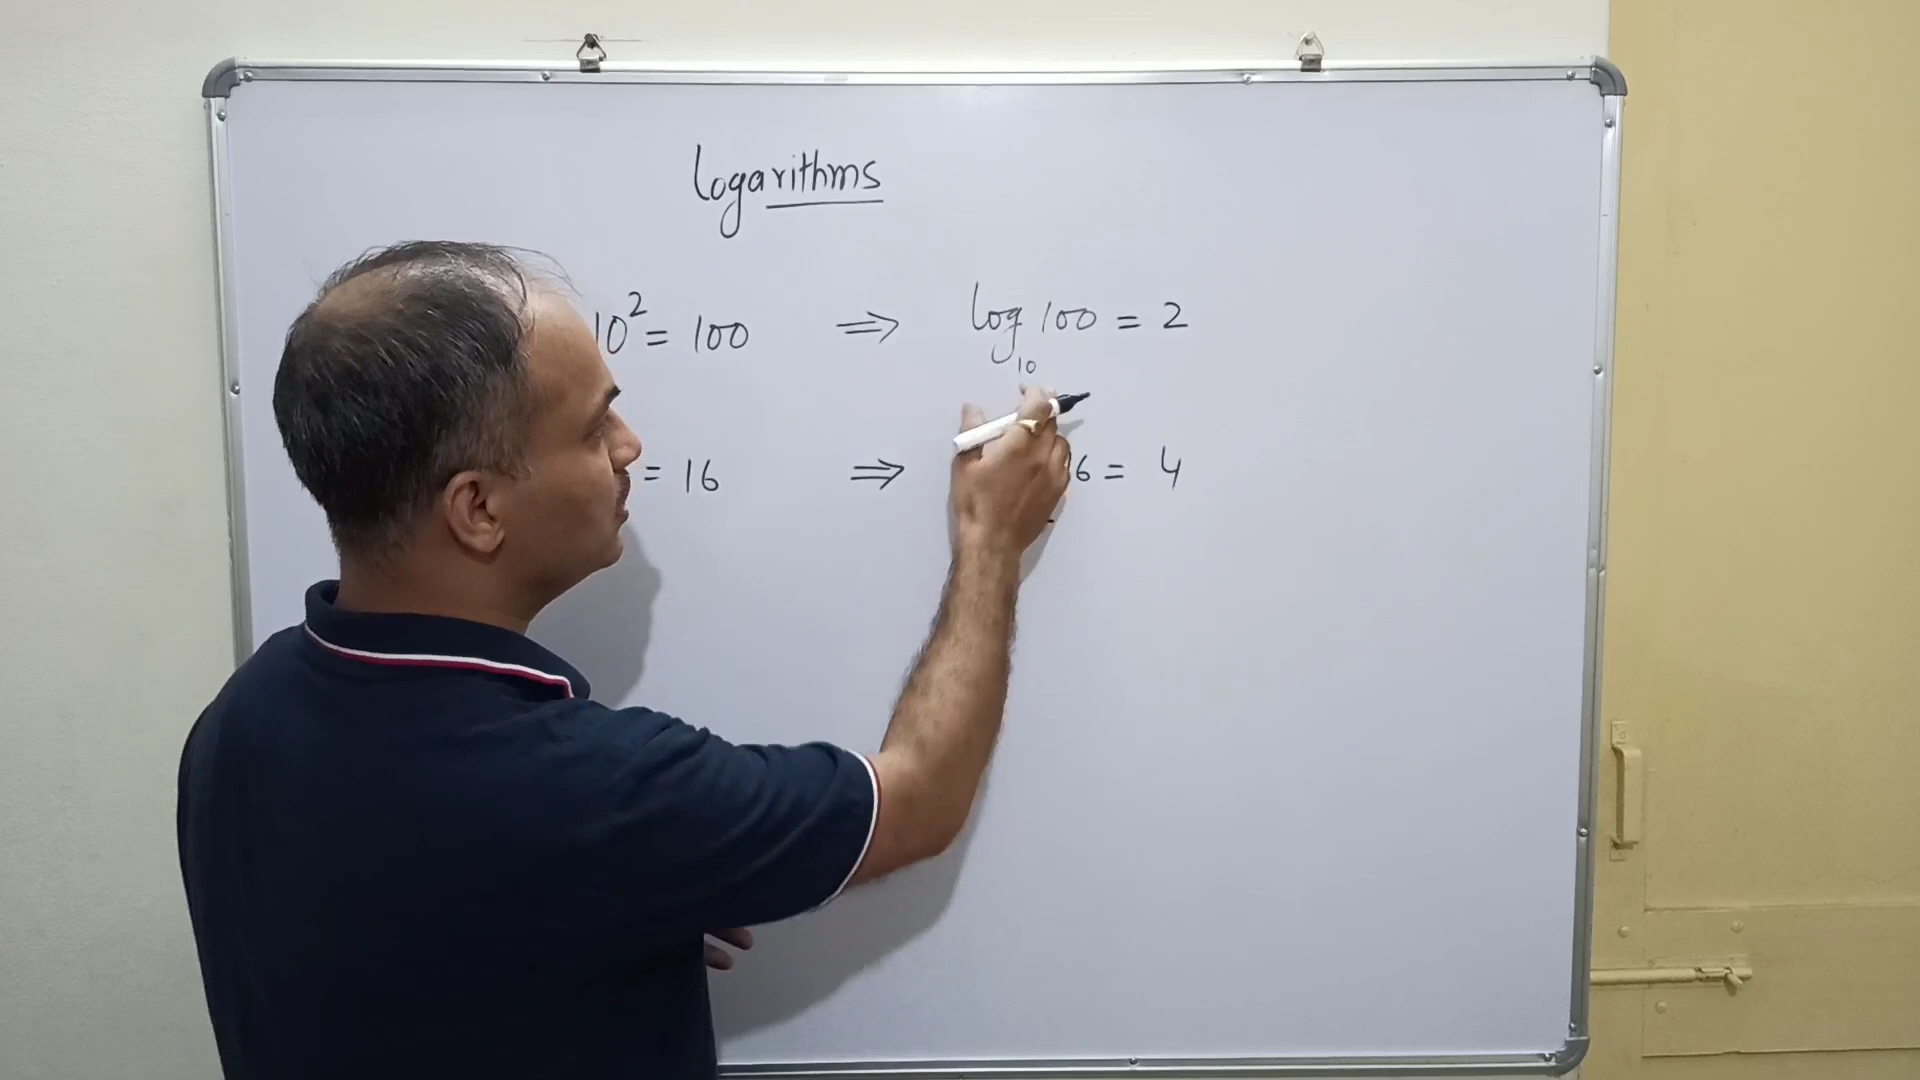 Logarithms
10² = 100 ⇒ log₁₀ 100 = 2
= 16 ⇒ 6 = 4